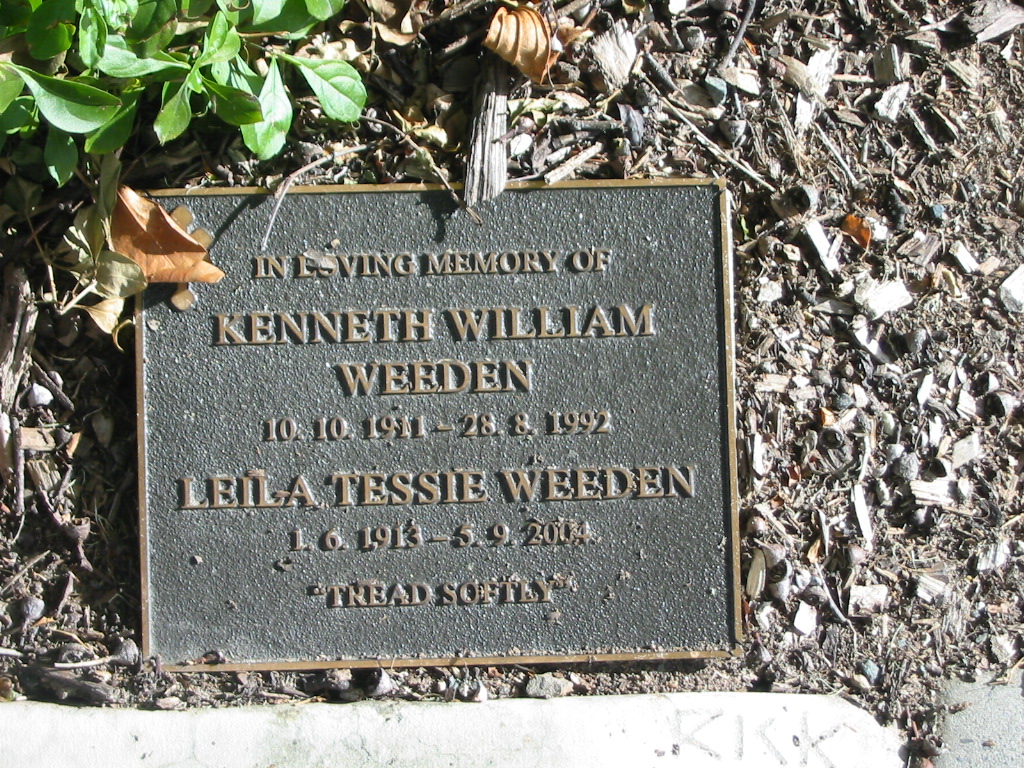 IN LOVING MEMORY OF
KENNETH WILLIAM
WEEDEN
10. 10. 1911 – 28. 8. 1992
LEILA TESSIE WEEDEN
1. 6. 1913 – 5. 9. 2004
"TREAD SOFTLY"
KKK